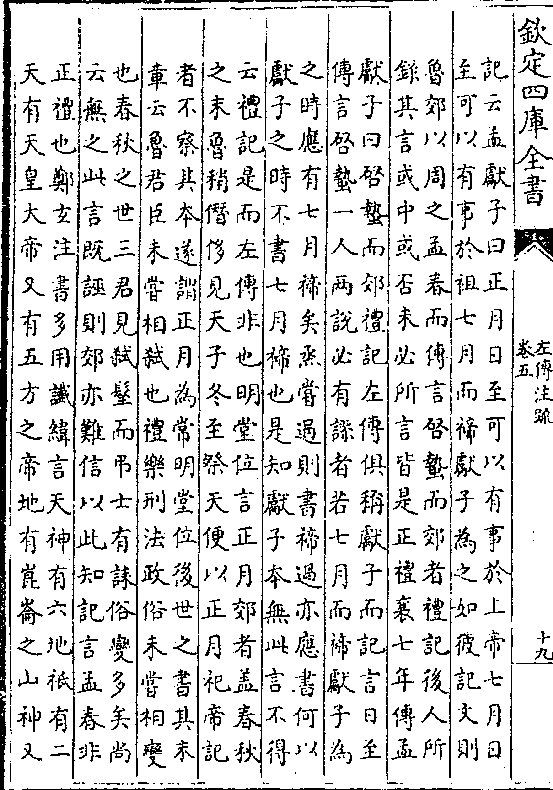 欽定四庫全書
左傳注疏
卷五
十九
記云孟獻子曰正月日至可以有事於上帝七月日
至可以有事於祖七月而禘獻子為之如彼記文則
魯郊以周之孟春而傳言啓蟄而郊者禮記後人所
錄其言或中或否未必所言皆是正禮襄七年傳孟
獻子曰啓蟄而郊禮記左傳俱稱獻子而記言日至
傳言啓蟄一人兩說必有謬者若七月而禘獻子為
之時應有七月禘矣烝嘗過則書禘過亦應書何以
獻子之時不書七月禘也是知獻子本無此言不得
云禮記是而左傳非也明堂位言正月郊者盖春秋
之末魯稍僭侈見天子冬至祭天便以正月祀帝記
者不察其本遂謂正月為常明堂位後世之書其末
章云魯君臣未嘗相弑也禮樂刑法政俗未嘗相變
也春秋之世三君見弑髽而弔士有誄俗變多矣尚
云無之此言既誣則郊亦難信以此知記言孟春非
正禮也鄭玄注書多用讖緯言天神有六地祇有二
天有天皇大帝又有五方之帝地有崑崙之山神又